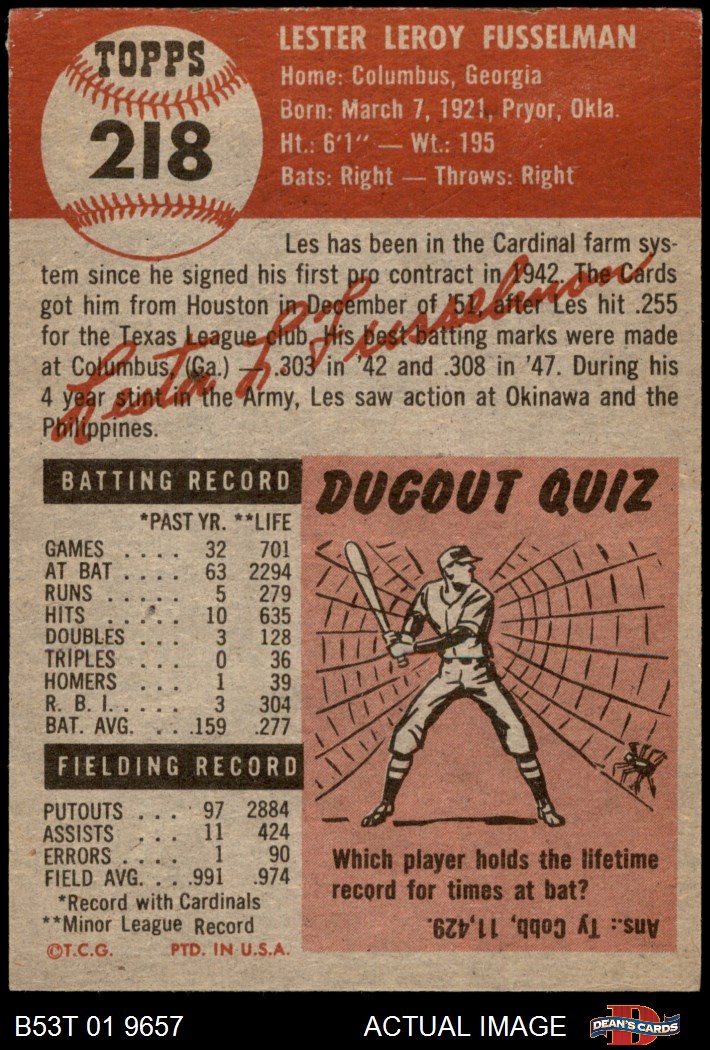 TOPPS
218
LESTER LEROY FUSSELMAN
Home: Columbus, Georgia
Born: March 7, 1921, Pryor, Okla.
Ht.: 6'1" — Wt.: 195
Bats: Right — Throws: Right
Les has been in the Cardinal farm sys-
tem since he signed his first pro contract in 1942. The Cards
got him from Houston in December of '51, after Les hit .255
for the Texas League club. His best batting marks were made
at Columbus, (Ga.) — .303 in '42 and .308 in '47. During his
4 year stint in the Army, Les saw action at Okinawa and the
Philippines.
Lester L Fusselman
BATTING RECORD
*PAST YR. **LIFE
GAMES .... 32 701
AT BAT .... 63 2294
RUNS ..... 5 279
HITS ..... 10 635
DOUBLES ... 3 128
TRIPLES ... 0 36
HOMERS ... 1 39
R. B. I. .... 3 304
BAT. AVG. ... .159 .277
FIELDING RECORD
PUTOUTS ... 97 2884
ASSISTS ... 11 424
ERRORS .... 1 90
FIELD AVG. ... .991 .974
*Record with Cardinals
**Minor League Record
©T.C.G. PTD. IN U.S.A.
DUGOUT QUIZ
Which player holds the lifetime
record for times at bat?
Ans.: Ty Cobb, 11,429.
B53T 01 9657 ACTUAL IMAGE
D
DEAN'S CARDS